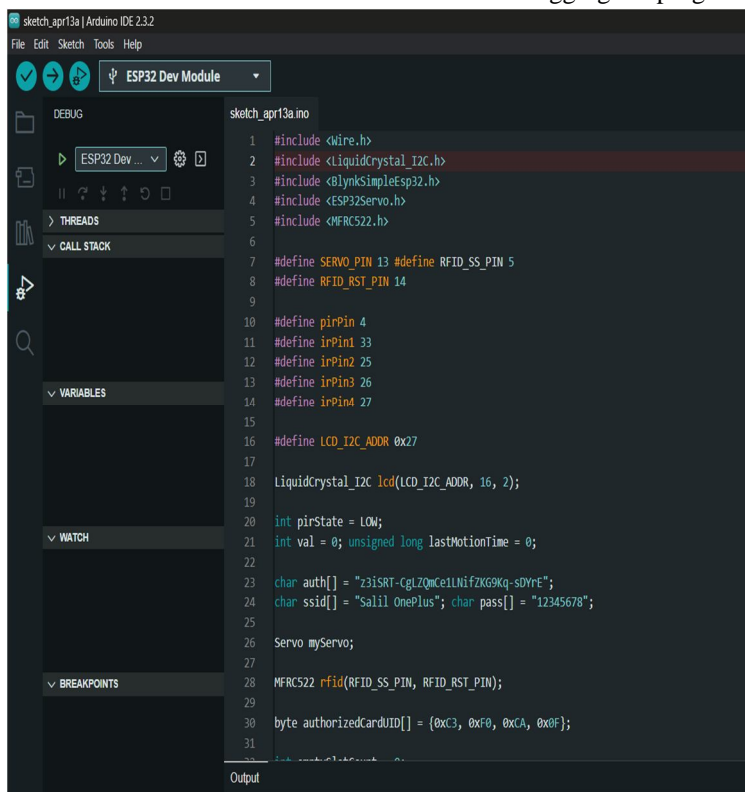 gging
sketch_apr13a | Arduino IDE 2.3.2
File Edit Sketch Tools Help
ESP32 Dev Module
DEBUG
ESP32 Dev ...
THREADS
CALL STACK
VARIABLES
WATCH
BREAKPOINTS
sketch_apr13a.ino
1 #include <Wire.h>
2 #include <LiquidCrystal_I2C.h>
3 #include <BlynkSimpleEsp32.h>
4 #include <ESP32Servo.h>
5 #include <MFRC522.h>
6
7 #define SERVO_PIN 13 #define RFID_SS_PIN 5
8 #define RFID_RST_PIN 14
9
10 #define pirPin 4
11 #define irPin1 33
12 #define irPin2 25
13 #define irPin3 26
14 #define irPin4 27
15
16 #define LCD_I2C_ADDR 0x27
17
18 LiquidCrystal_I2C lcd(LCD_I2C_ADDR, 16, 2);
19
20 int pirState = LOW;
21 int val = 0; unsigned long lastMotionTime = 0;
22
23 char auth[] = "z3iSRT-CgLZQmCe1LNifZKG9Kq-sDYrE";
24 char ssid[] = "Salil OnePlus"; char pass[] = "12345678";
25
26 Servo myServo;
27
28 MFRC522 rfid(RFID_SS_PIN, RFID_RST_PIN);
29
30 byte authorizedCardUID[] = {0xC3, 0xF0, 0xCA, 0x0F};
31
Output